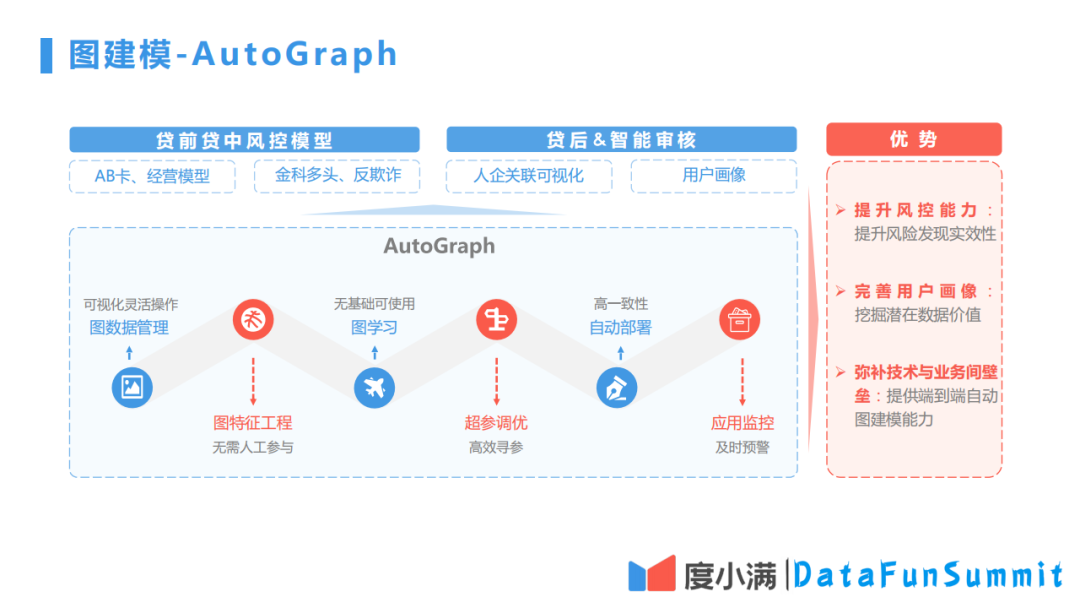 图建模-AutoGraph
贷前贷中风控模型
贷后&智能审核
优 势
AB卡、经营模型
金科多头、反欺诈
人企关联可视化
用户画像
AutoGraph
可视化灵活操作
图数据管理
无基础可使用
图学习
高一致性
自动部署
图特征工程
无需人工参与
超参调优
高效寻参
应用监控
及时预警
提升风控能力：
提升风险发现实效性
完善用户画像：
挖掘潜在数据价值
弥补技术与业务间壁
垒：提供端到端自动
图建模能力
度小满|DataFunSummit